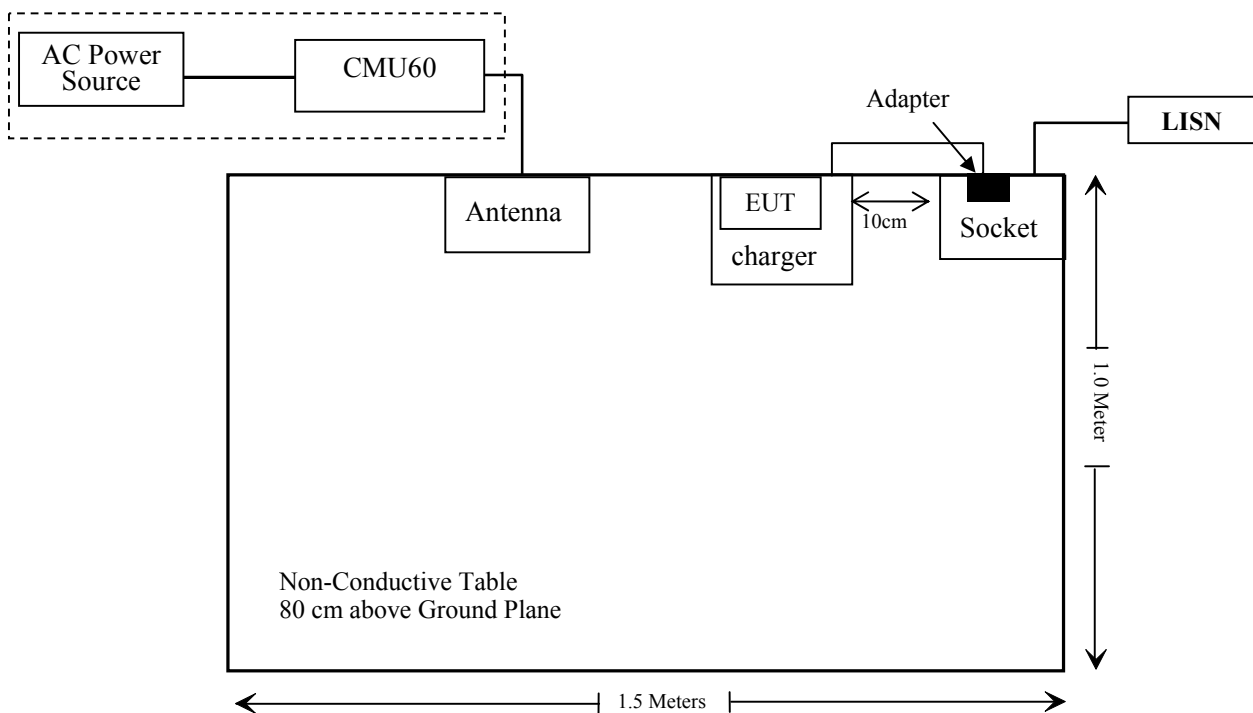 AC Power
Source
CMU60
Adapter
LISN
Antenna
EUT
charger
10cm
Socket
1.0 Meter
Non-Conductive Table
80 cm above Ground Plane
1.5 Meters